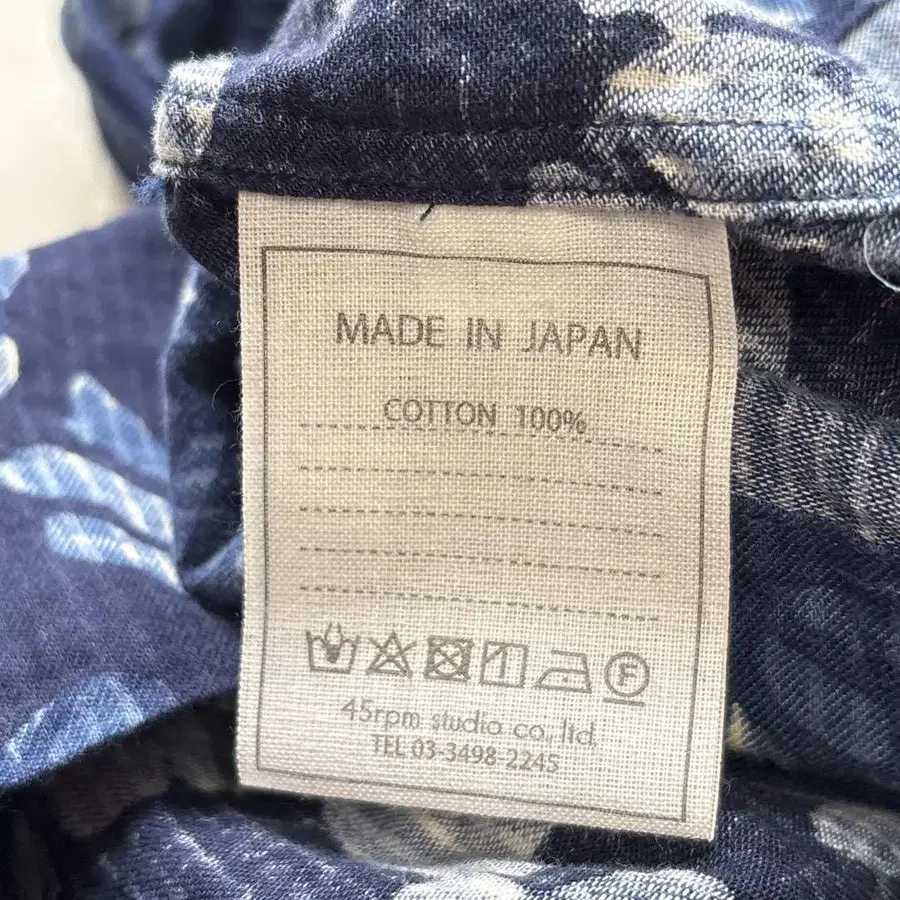 MADE IN JAPAN
COTTON 100%
F
45rpm studio co., ltd.
TEL 03-3498-2245